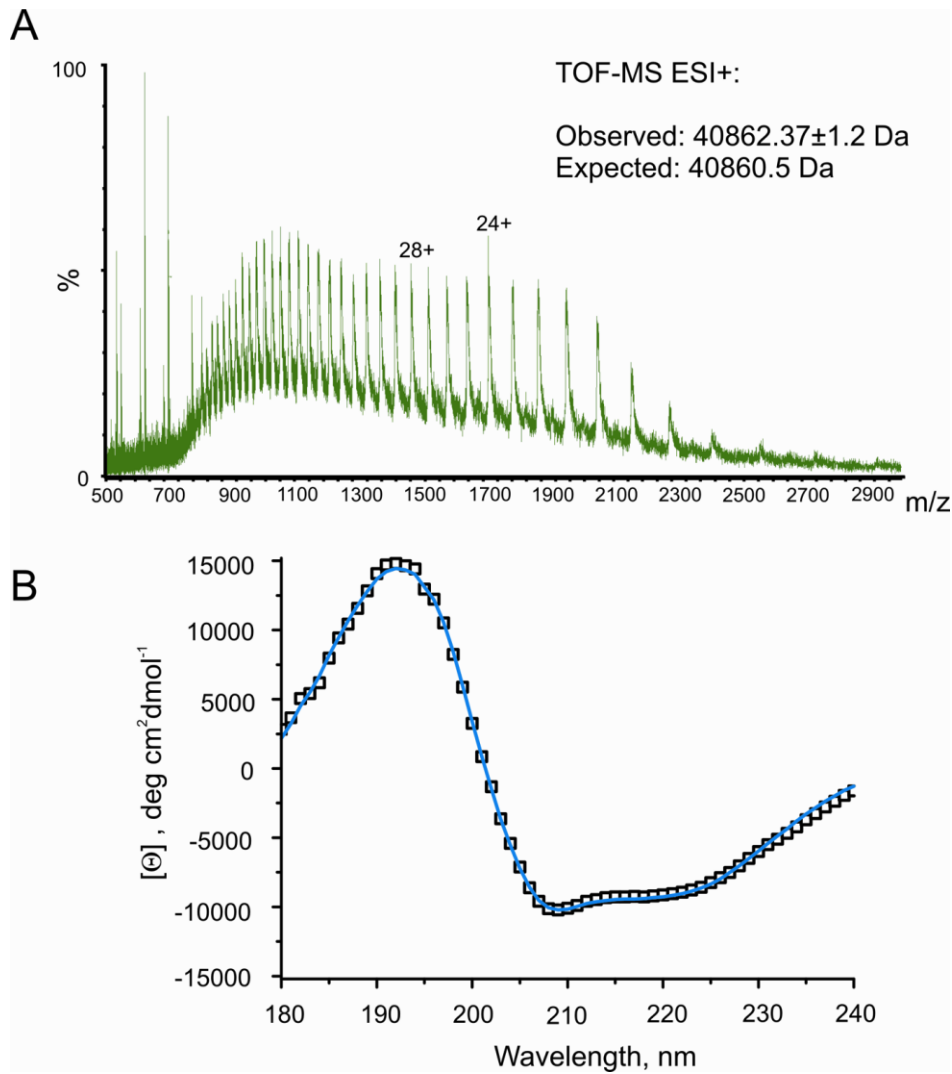 A
100
%
0
TOF-MS ESI+:
Observed: 40862.37±1.2 Da
Expected: 40860.5 Da
28+
24+
500 700 900 1100 1300 1500 1700 1900 2100 2300 2500 2700 2900
m/z
B
15000
10000
5000
0
-5000
-10000
-15000
[Θ] , deg cm²dmol⁻¹
180 190 200 210 220 230 240
Wavelength, nm